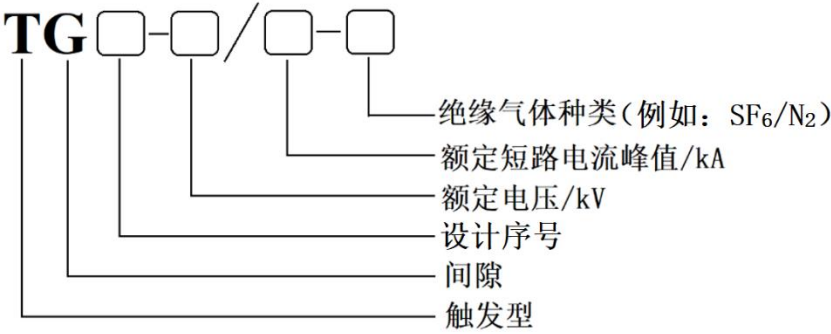 TG□-□/□-□
绝缘气体种类(例如：SF₆/N₂)
额定短路电流峰值/kA
额定电压/kV
设计序号
间隙
触发型